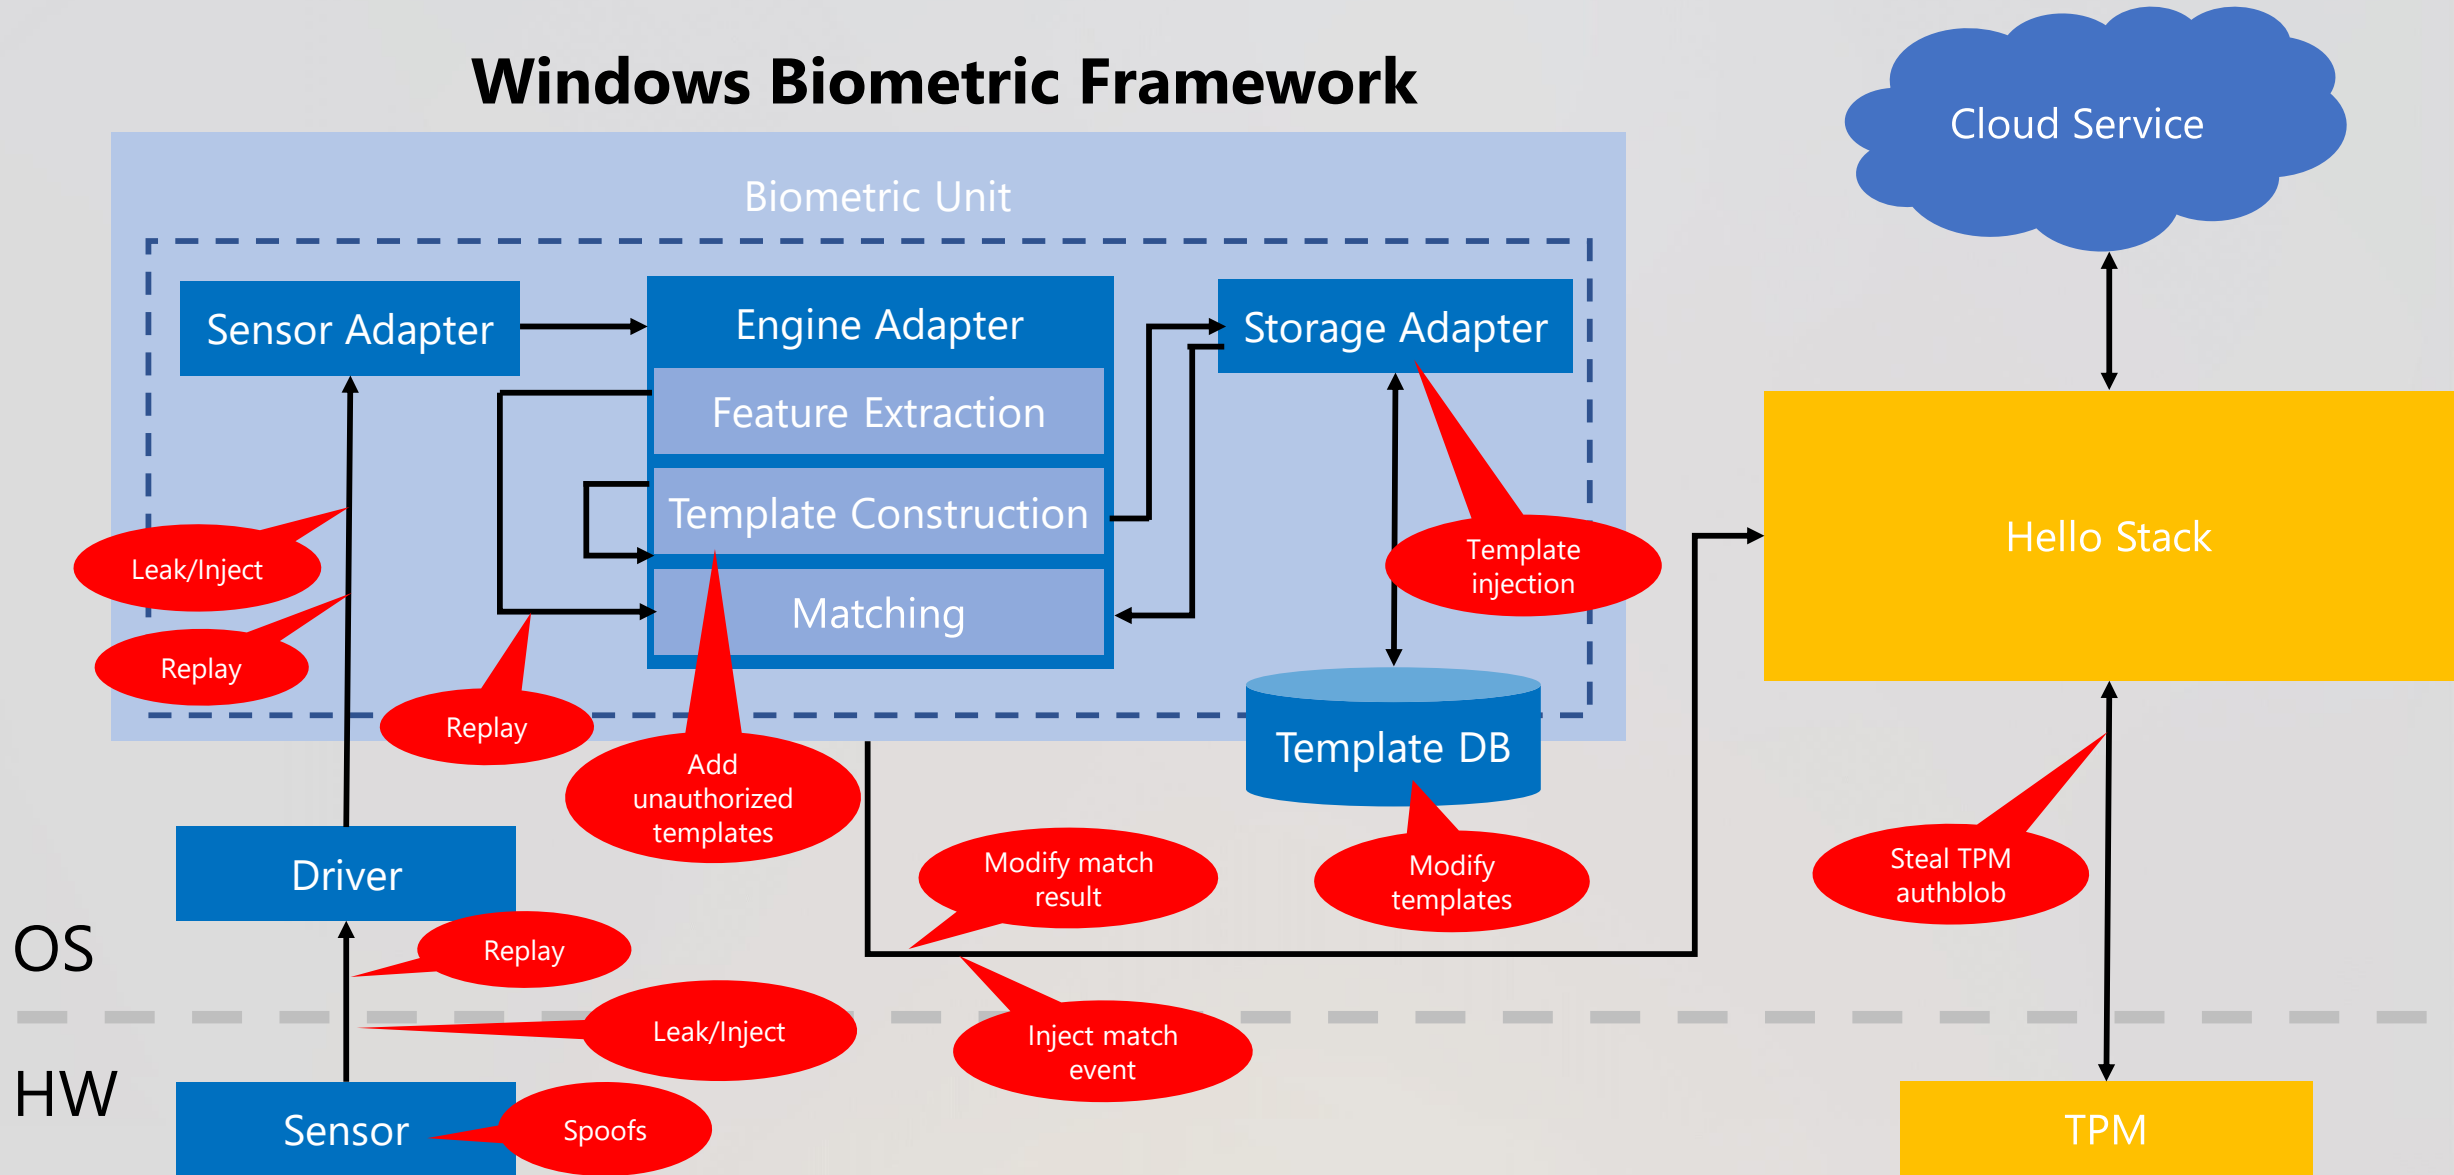 Windows Biometric Framework
Cloud Service
Biometric Unit
Sensor Adapter
Engine Adapter
Storage Adapter
Feature Extraction
Template Construction
Matching
Hello Stack
Leak/Inject
Replay
Replay
Template
injection
Add
unauthorized
templates
Template DB
Modify match
result
Modify
templates
Steal TPM
authblob
Driver
OS
Replay
Leak/Inject
Inject match
event
HW
Sensor
Spoofs
TPM